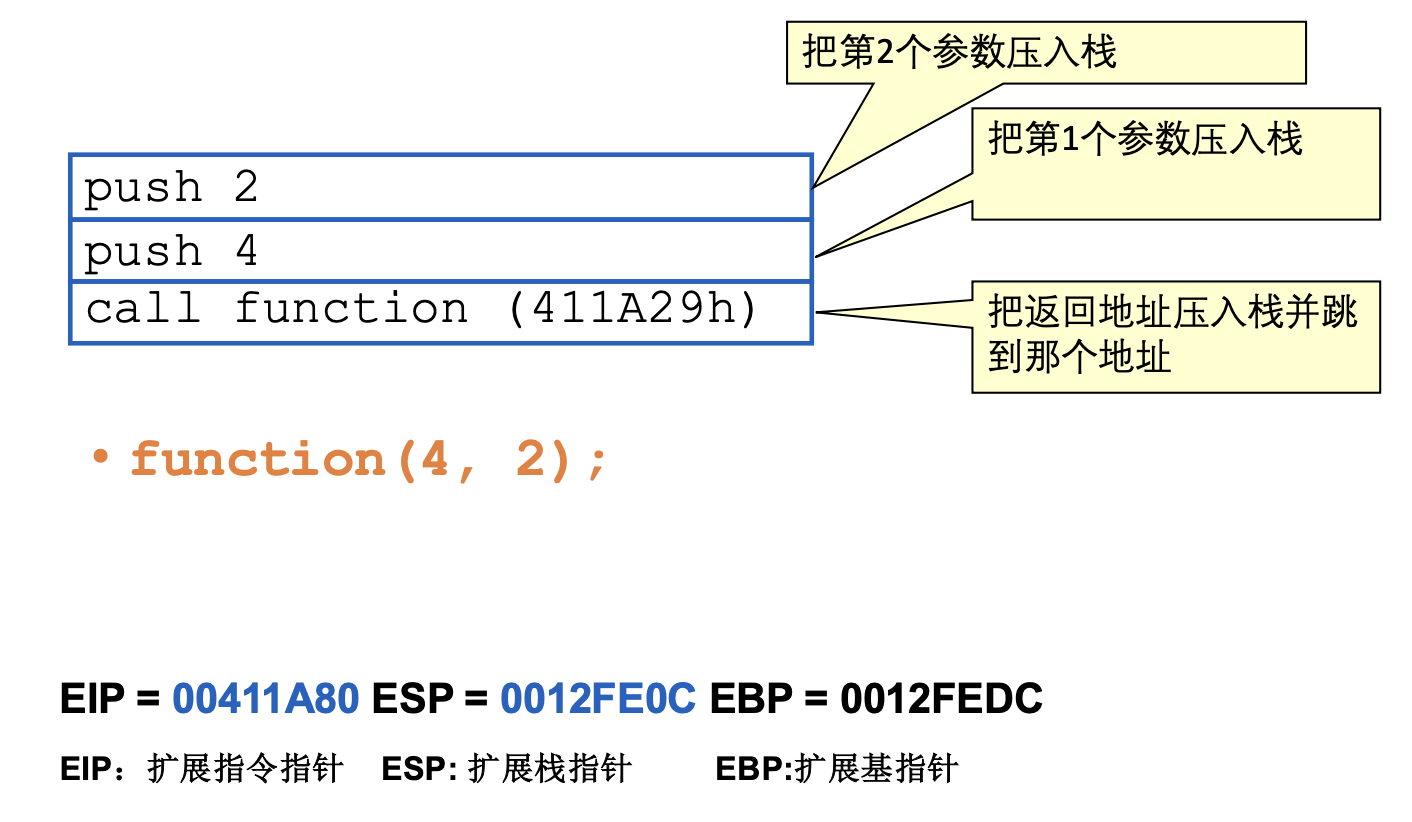 把第2个参数压入栈
把第1个参数压入栈
push 2
push 4
call function (411A29h)
把返回地址压入栈并跳
到那个地址
• function(4, 2);
EIP = 00411A80 ESP = 0012FE0C EBP = 0012FEDC
EIP：扩展指令指针 ESP: 扩展栈指针 EBP:扩展基指针